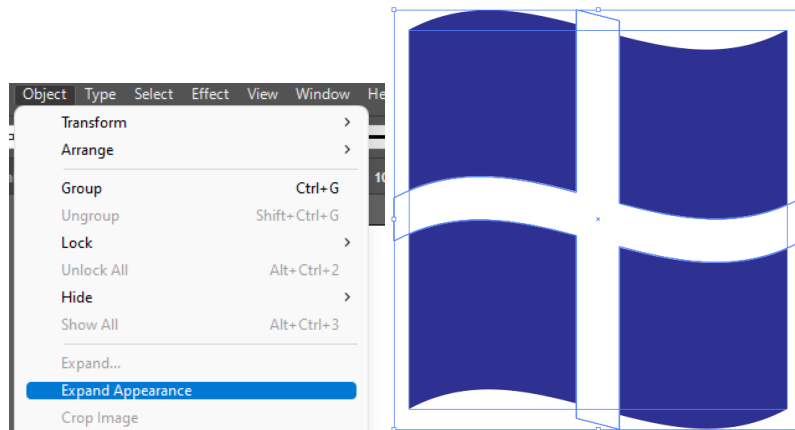 Object Type Select Effect View Window He
Transform >
Arrange >
10
Group Ctrl+G
Ungroup Shift+Ctrl+G
Lock >
Unlock All Alt+Ctrl+2
Hide >
Show All Alt+Ctrl+3
Expand...
Expand Appearance
Crop Image